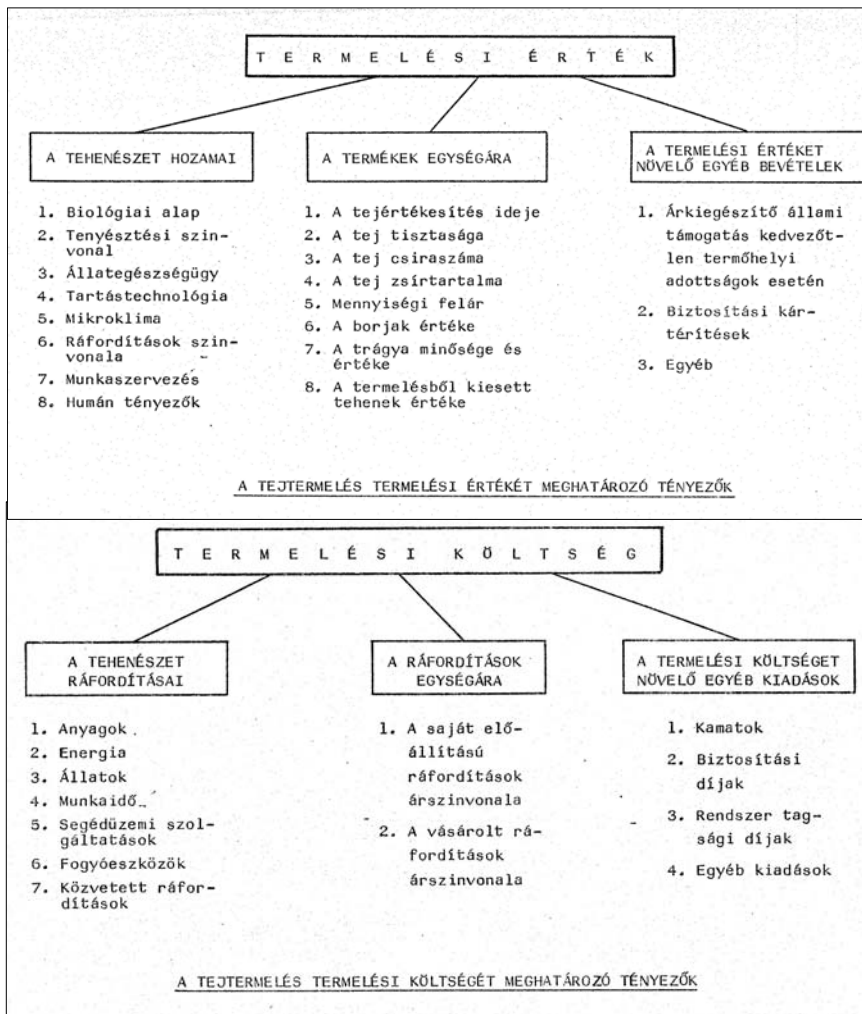 TERMELÉSI ÉRTÉK
A TEHENÉSZET HOZAMAI
1. Biológiai alap
2. Tenyésztési szin-
vonal
3. Állategészségügy
4. Tartástechnológia
5. Mikroklima
6. Ráfordítások szin-
vonala
7. Munkaszervezés
8. Humán tényezők
A TERMÉKEK EGYSÉGÁRA
1. A tejértékesítés ideje
2. A tej tisztasága
3. A tej csiraszáma
4. A tej zsírtartalma
5. Mennyiségi felár
6. A borjak értéke
7. A trágya minősége és
értéke
8. A termelésből kiesett
tehenek értéke
A TERMELÉSI ÉRTÉKET
NÖVELŐ EGYÉB BEVÉTELEK
1. Árkiegészítő állami
támogatás kedvezőt-
len termőhelyi
adottságok esetén
2. Biztosítási kár-
térítések
3. Egyéb
A TEJTERMELÉS TERMELÉSI ÉRTÉKÉT MEGHATÁROZÓ TÉNYEZŐK
TERMELÉSI KÖLTSÉG
A TEHENÉSZET
RÁFORDÍTÁSAI
1. Anyagok
2. Energia
3. Állatok
4. Munkaidő
5. Segédüzemi szol-
gáltatások
6. Fogyóeszközök
7. Közvetett ráfor-
dítások
A RÁFORDÍTÁSOK
EGYSÉGÁRA
1. A saját elő-
állítású
ráfordítások
árszinvonala
2. A vásárolt rá-
fordítások
árszinvonala
A TERMELÉSI KÖLTSÉGET
NÖVELŐ EGYÉB KIADÁSOK
1. Kamatok
2. Biztosítási
díjak
3. Rendszer tag-
sági díjak
4. Egyéb kiadások
A TEJTERMELÉS TERMELÉSI KÖLTSÉGÉT MEGHATÁROZÓ TÉNYEZŐK